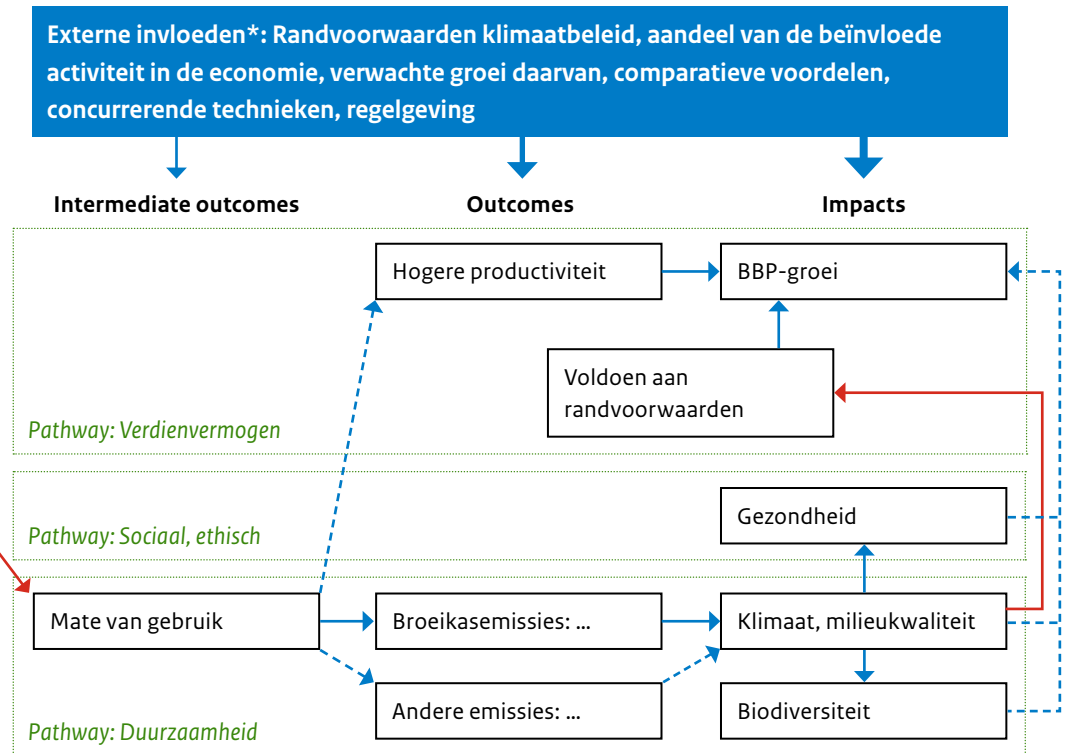 Externe invloeden*: Randvoorwaarden klimaatbeleid, aandeel van de beïnvloede
activiteit in de economie, verwachte groei daarvan, comparatieve voordelen,
concurrerende technieken, regelgeving
Intermediate outcomes
Outcomes
Impacts
Hogere productiviteit
BBP-groei
Voldoen aan
randvoorwaarden
Pathway: Verdienvermogen
Gezondheid
Pathway: Sociaal, ethisch
Mate van gebruik
Broeikasemissies: ...
Klimaat, milieukwaliteit
Andere emissies: ...
Biodiversiteit
Pathway: Duurzaamheid